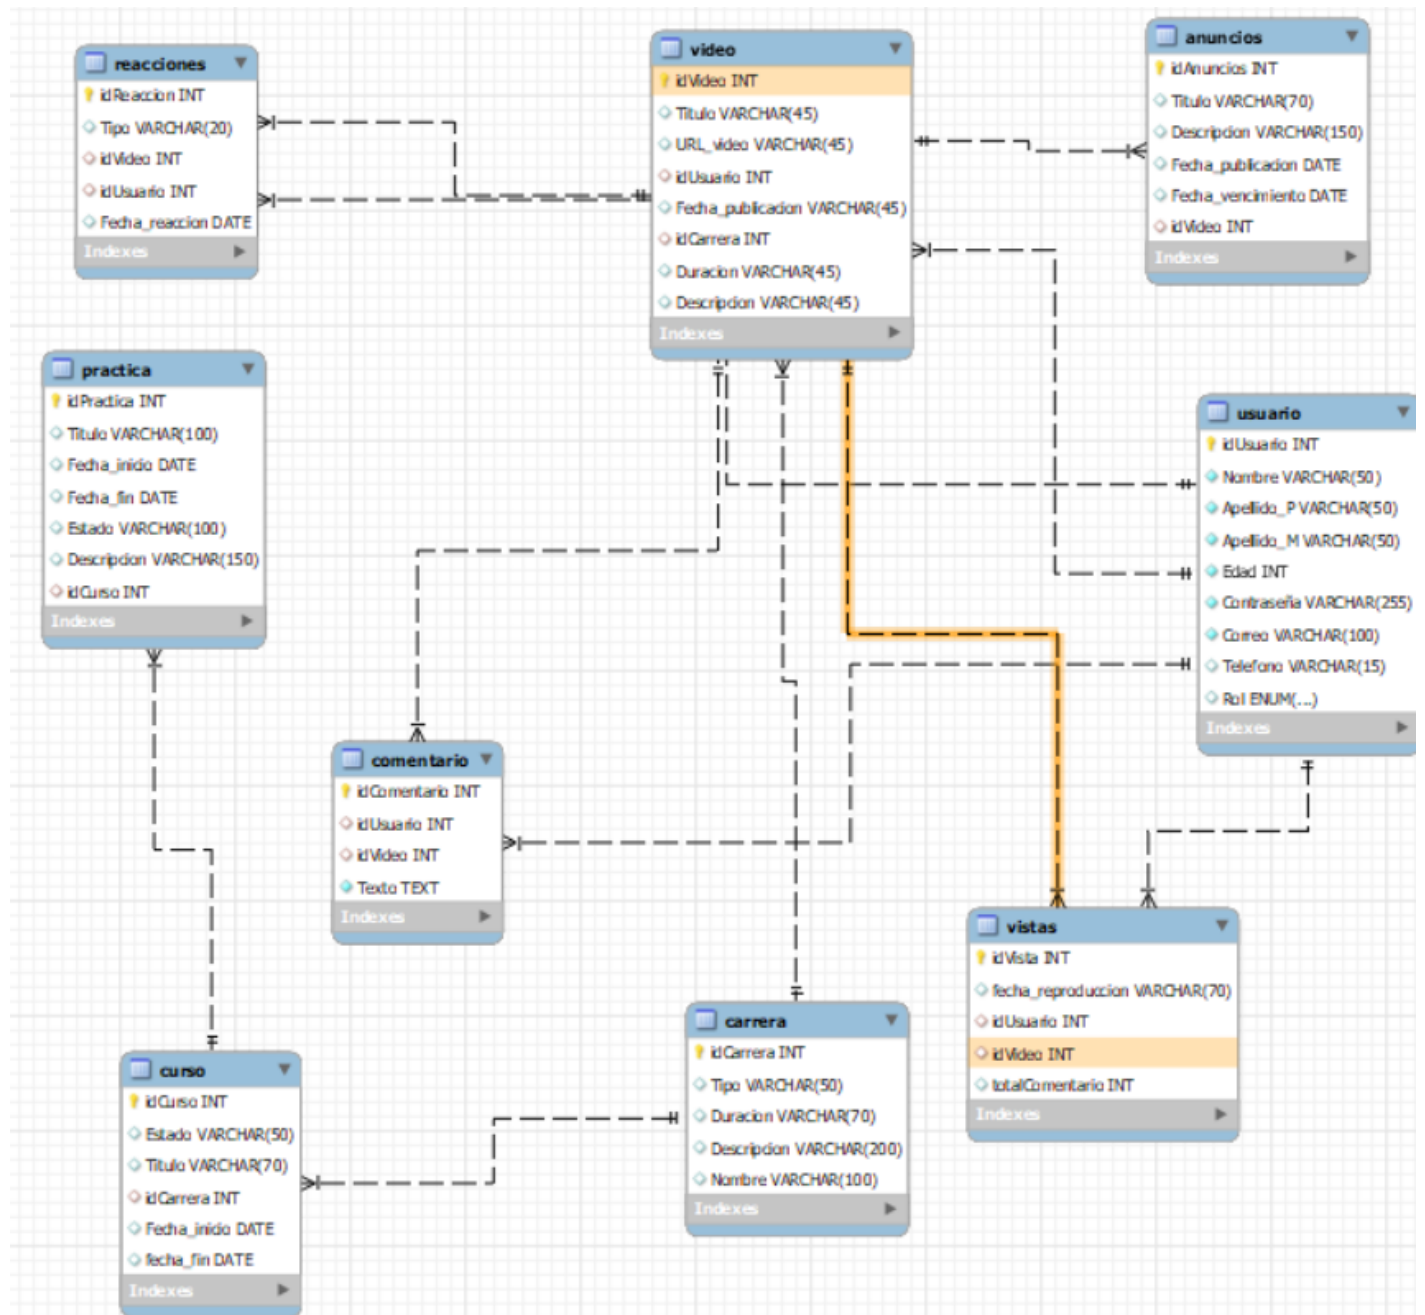 reacciones
idReaccion INT
Tipo VARCHAR(20)
idVideo INT
idUsuario INT
Fecha_reaccion DATE
Indexes
video
idVideo INT
Titulo VARCHAR(45)
URL_video VARCHAR(45)
idUsuario INT
Fecha_publicacion VARCHAR(45)
idCarrera INT
Duracion VARCHAR(45)
Descripcion VARCHAR(45)
Indexes
anuncios
idAnuncios INT
Titulo VARCHAR(70)
Descripcion VARCHAR(150)
Fecha_publicacion DATE
Fecha_vencimiento DATE
idVideo INT
Indexes
practica
idPractica INT
Titulo VARCHAR(100)
Fecha_inicio DATE
Fecha_fin DATE
Estado VARCHAR(100)
Descripcion VARCHAR(150)
idCurso INT
Indexes
usuario
idUsuario INT
Nombre VARCHAR(50)
Apellido_P VARCHAR(50)
Apellido_M VARCHAR(50)
Edad INT
Contraseña VARCHAR(255)
Correo VARCHAR(100)
Telefono VARCHAR(15)
Rol ENUM(...)
Indexes
comentario
idComentario INT
idUsuario INT
idVideo INT
Texto TEXT
Indexes
vistas
idVista INT
fecha_reproduccion VARCHAR(70)
idUsuario INT
idVideo INT
totalComentario INT
Indexes
carrera
idCarrera INT
Tipo VARCHAR(50)
Duracion VARCHAR(70)
Descripcion VARCHAR(200)
Nombre VARCHAR(100)
Indexes
curso
idCurso INT
Estado VARCHAR(50)
Titulo VARCHAR(70)
idCarrera INT
Fecha_inicio DATE
fecha_fin DATE
Indexes